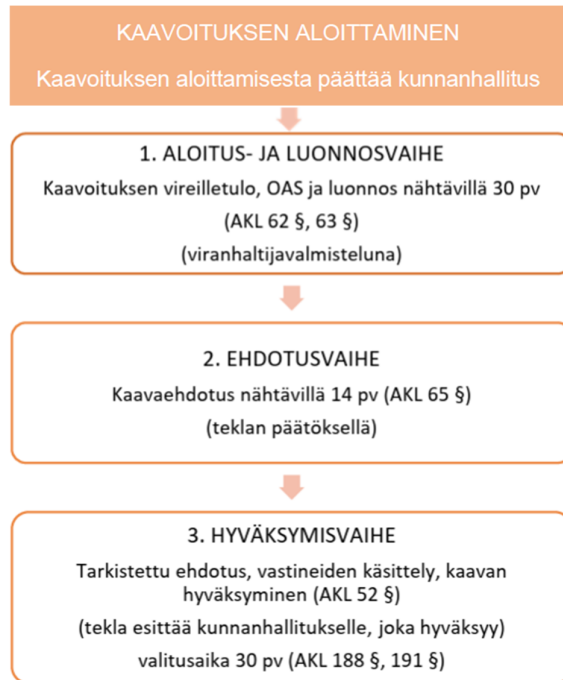 KAAVOITUKSEN ALOITTAMINEN
Kaavoituksen aloittamisesta päättää kunnanhallitus
1. ALOITUS- JA LUONNOSVAIHE
Kaavoituksen vireilletulo, OAS ja luonnos nähtävillä 30 pv
(AKL 62 §, 63 §)
(viranhaltijavalmisteluna)
2. EHDOTUSVAIHE
Kaavaehdotus nähtävillä 14 pv (AKL 65 §)
(teklan päätöksellä)
3. HYVÄKSYMISVAIHE
Tarkistettu ehdotus, vastineiden käsittely, kaavan
hyväksyminen (AKL 52 §)
(tekla esittää kunnanhallitukselle, joka hyväksyy)
valitusaika 30 pv (AKL 188 §, 191 §)